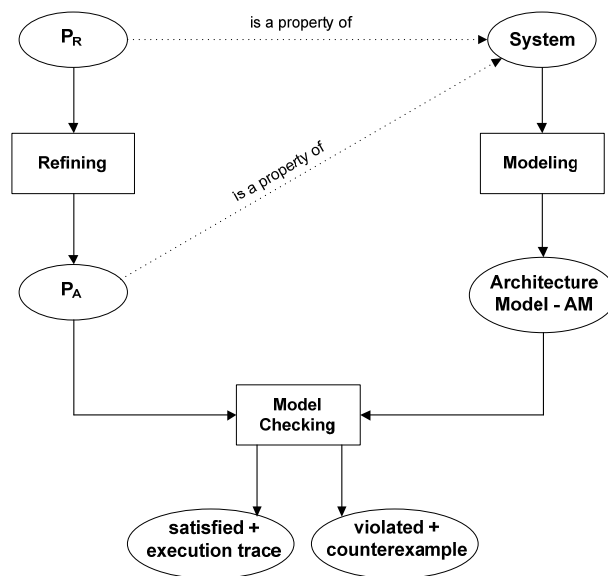 is a property of
P_R
System
Refining
Modeling
is a property of
P_A
Architecture
Model - AM
Model
Checking
satisfied +
execution trace
violated +
counterexample